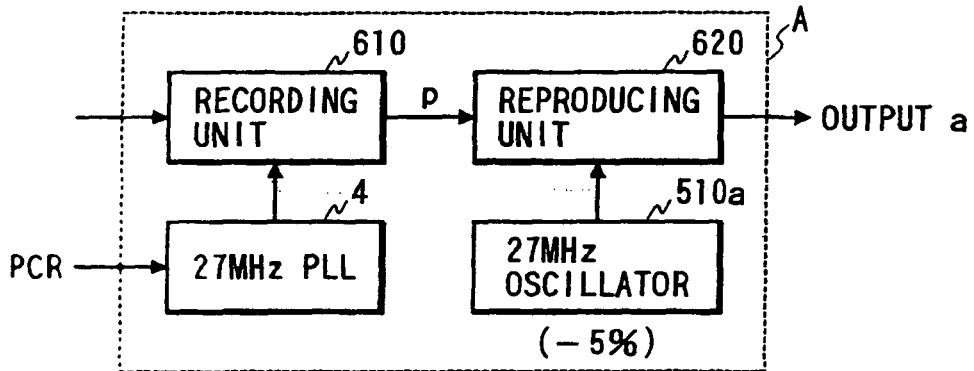 610
620
A
RECORDING
UNIT
p
REPRODUCING
UNIT
OUTPUT a
4
510a
PCR
27MHz PLL
27MHz
OSCILLATOR
(-5%)